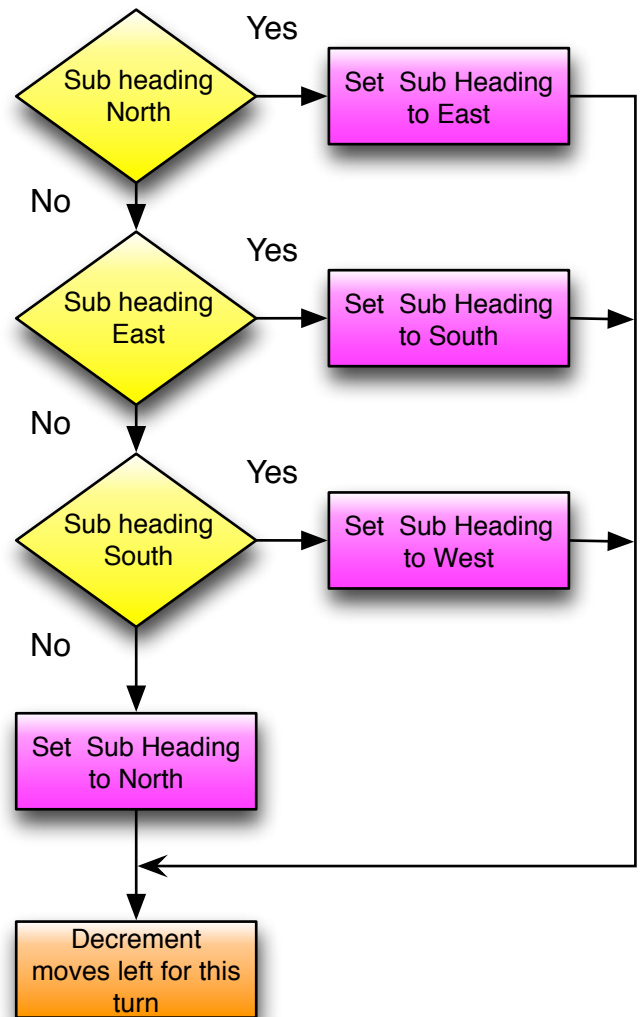 Yes
Sub heading
North
Set  Sub Heading
to East
No
Yes
Sub heading
East
Set  Sub Heading
to South
No
Yes
Sub heading
South
Set  Sub Heading
to West
No
Set  Sub Heading
to North
Decrement
moves left for this
turn